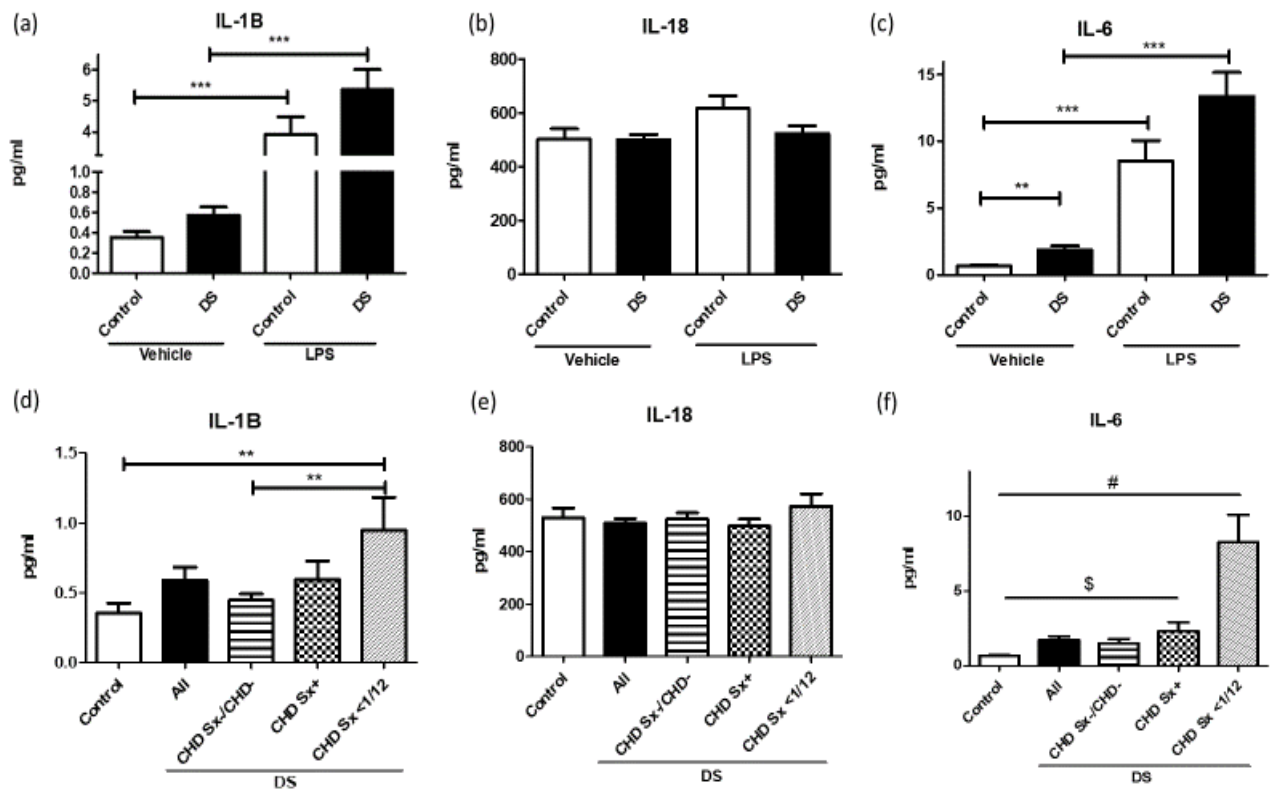 (a)
IL-1B
***
***
pg/ml
6
4
1.0
0.8
0.6
0.4
0.2
0.0
Control
DS
Control
DS
Vehicle
LPS
(b)
IL-18
pg/ml
800
600
400
200
0
Control
DS
Control
DS
Vehicle
LPS
(c)
IL-6
***
***
**
pg/ml
15
10
5
0
Control
DS
Control
DS
Vehicle
LPS
(d)
IL-1B
**
**
pg/ml
1.5
1.0
0.5
0.0
Control
All
CHD Sx-/CHD-
CHD Sx+
CHD Sx <1/12
DS
(e)
IL-18
pg/ml
800
600
400
200
0
Control
All
CHD Sx-/CHD-
CHD Sx+
CHD Sx <1/12
DS
(f)
IL-6
#
$
pg/ml
10
5
0
Control
All
CHD Sx-/CHD-
CHD Sx+
CHD Sx <1/12
DS